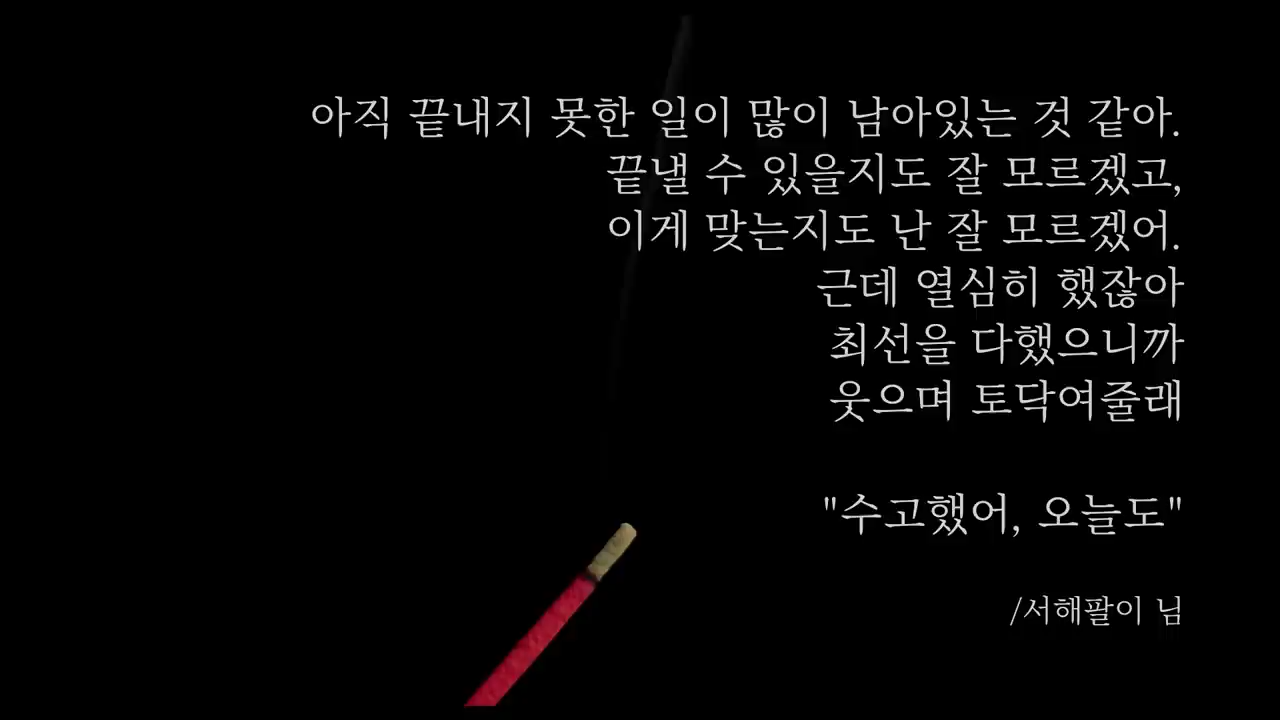 아직 끝내지 못한 일이 많이 남아있는 것 같아.
끝낼 수 있을지도 잘 모르겠고,
이게 맞는지도 난 잘 모르겠어.
근데 열심히 했잖아
최선을 다했으니까
웃으며 토닥여줄래
"수고했어, 오늘도"
/서해팔이 님